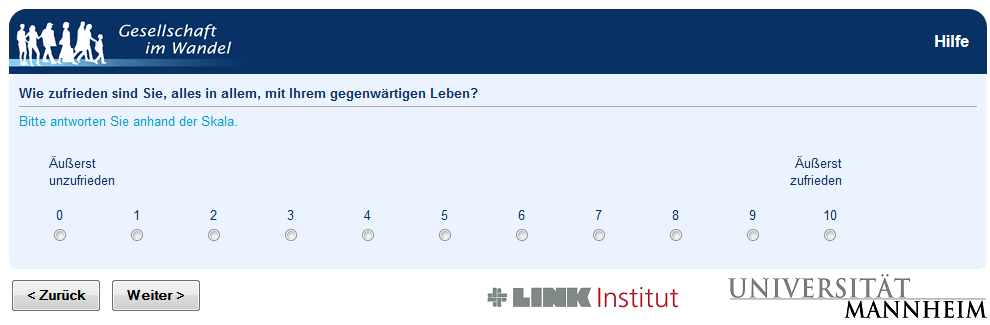 Gesellschaft
im Wandel
Hilfe
Wie zufrieden sind Sie, alles in allem, mit Ihrem gegenwärtigen Leben?
Bitte antworten Sie anhand der Skala.
Äußerst
unzufrieden
Äußerst
zufrieden
0 1 2 3 4 5 6 7 8 9 10
< Zurück Weiter >
LINK Institut
UNIVERSITÄT
MANNHEIM